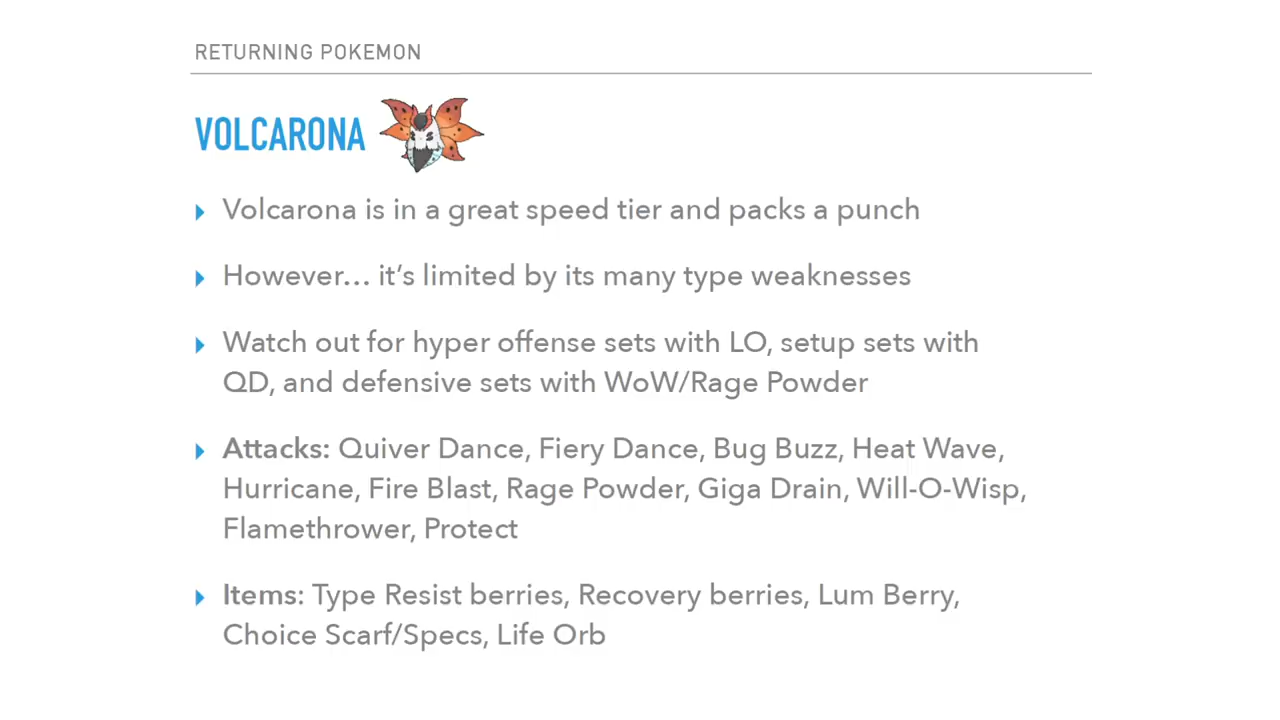 RETURNING POKEMON
VOLCARONA
Volcarona is in a great speed tier and packs a punch
However… it’s limited by its many type weaknesses
Watch out for hyper offense sets with LO, setup sets with
QD, and defensive sets with WoW/Rage Powder
Attacks: Quiver Dance, Fiery Dance, Bug Buzz, Heat Wave,
Hurricane, Fire Blast, Rage Powder, Giga Drain, Will-O-Wisp,
Flamethrower, Protect
Items: Type Resist berries, Recovery berries, Lum Berry,
Choice Scarf/Specs, Life Orb